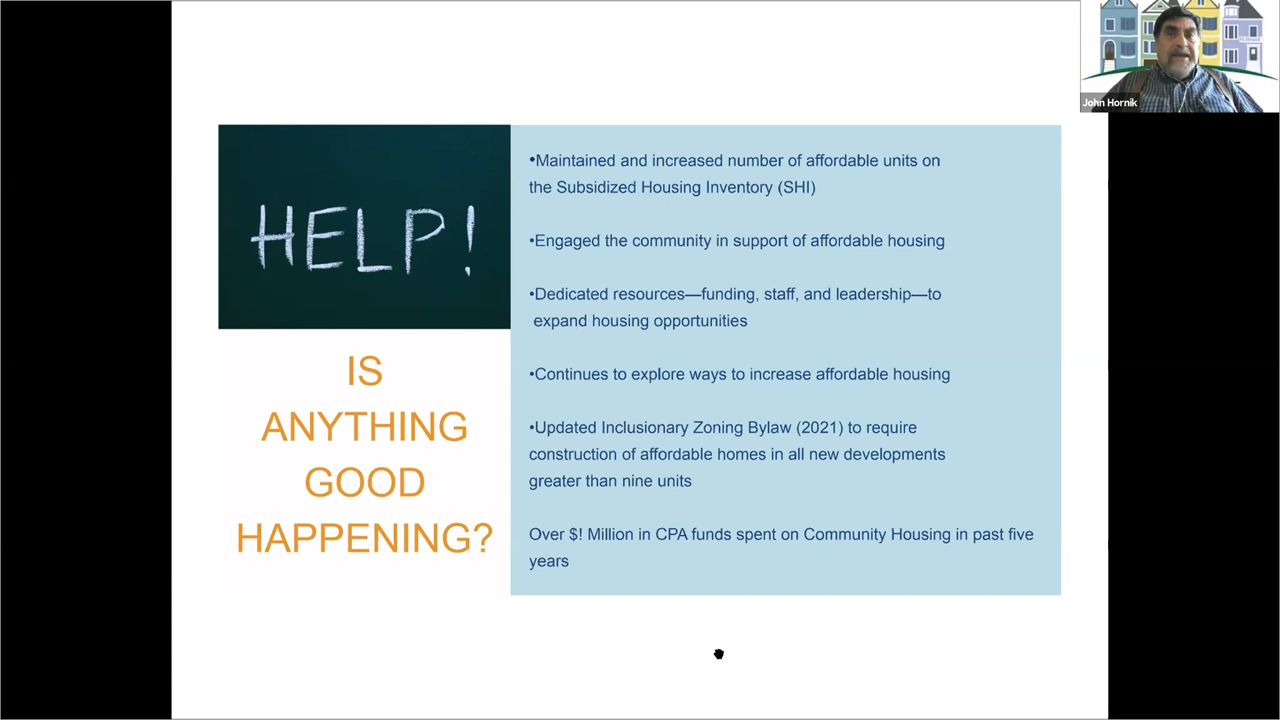 John Hornik
HELP!
IS
ANYTHING
GOOD
HAPPENING?
•Maintained and increased number of affordable units on
the Subsidized Housing Inventory (SHI)
•Engaged the community in support of affordable housing
•Dedicated resources—funding, staff, and leadership—to
expand housing opportunities
•Continues to explore ways to increase affordable housing
•Updated Inclusionary Zoning Bylaw (2021) to require
construction of affordable homes in all new developments
greater than nine units
Over $! Million in CPA funds spent on Community Housing in past five
years